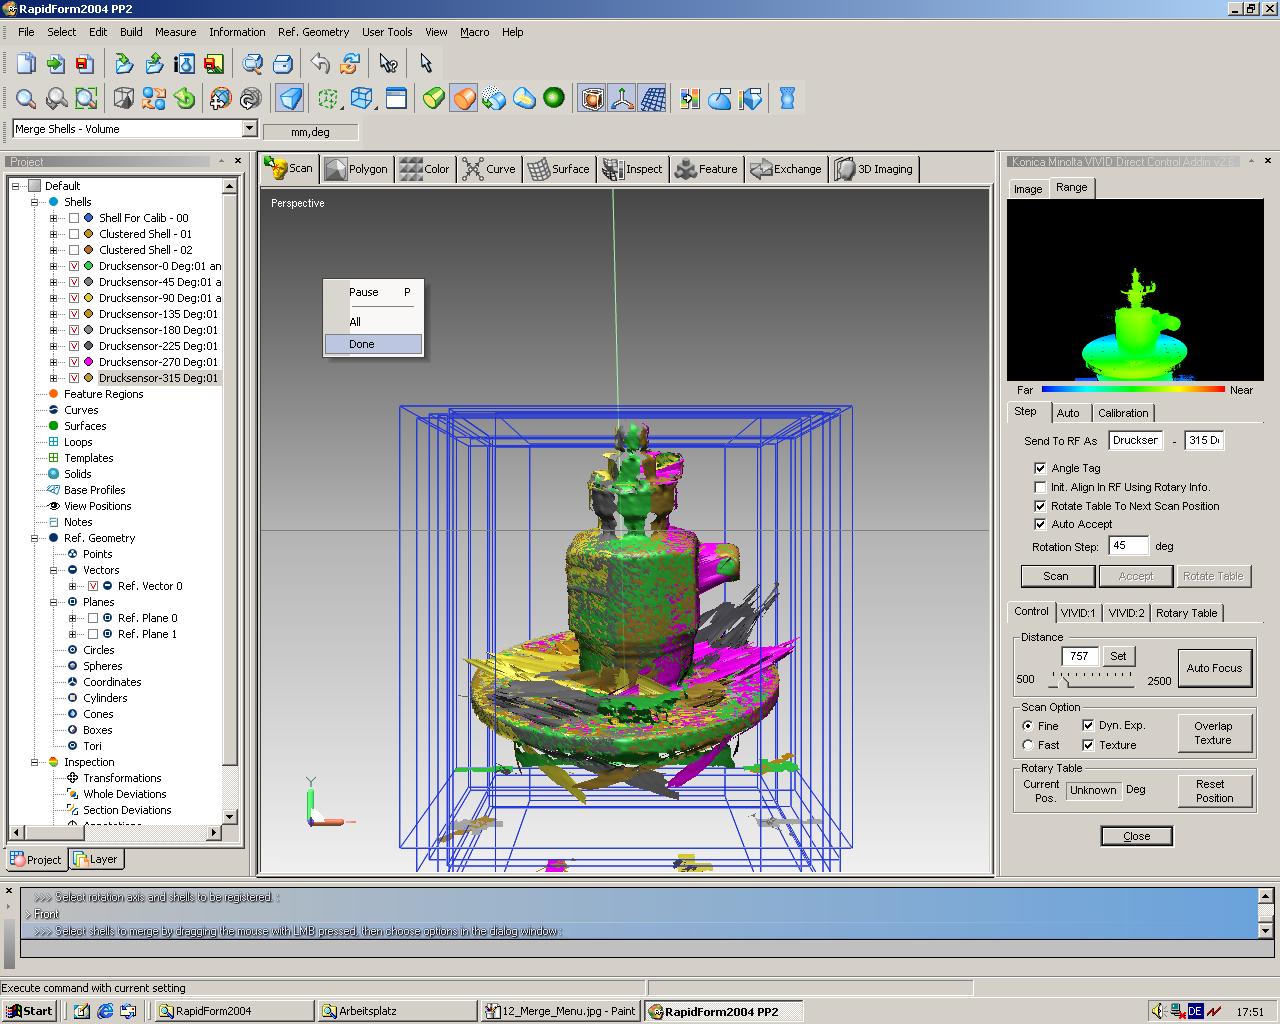 RapidForm2004 PP2
File Select Edit Build Measure Information Ref. Geometry User Tools View Macro Help
Merge Shells - Volume
mm,deg
Project
Default
Shells
Shell For Calib - 00
Clustered Shell - 01
Clustered Shell - 02
Drucksensor-0 Deg:01 an
Drucksensor-45 Deg:01 a
Drucksensor-90 Deg:01 a
Drucksensor-135 Deg:01
Drucksensor-180 Deg:01
Drucksensor-225 Deg:01
Drucksensor-270 Deg:01
Drucksensor-315 Deg:01
Feature Regions
Curves
Surfaces
Loops
Templates
Solids
Base Profiles
View Positions
Notes
Ref. Geometry
Points
Vectors
Ref. Vector 0
Planes
Ref. Plane 0
Ref. Plane 1
Circles
Spheres
Coordinates
Cylinders
Cones
Boxes
Tori
Inspection
Transformations
Whole Deviations
Section Deviations
Project Layer
Scan Polygon Color Curve Surface Inspect Feature Exchange 3D Imaging
Perspective
Pause P
All
Done
Y
Konica Minolta VIVID Direct Control Addin v2.6
Image Range
Far Near
Step Auto Calibration
Send To RF As Druckser - 315 D
Angle Tag
Init. Align In RF Using Rotary Info.
Rotate Table To Next Scan Position
Auto Accept
Rotation Step: 45 deg
Scan Accept Rotate Table
Control VIVID:1 VIVID:2 Rotary Table
Distance
757 Set
Auto Focus
500 2500
Scan Option
Fine Dyn. Exp.
Fast Texture
Overlap Texture
Rotary Table
Current Pos. Unknown Deg
Reset Position
Close
>>> Select rotation axis and shells to be registered. :
> Front
>>> Select shells to merge by dragging the mouse with LMB pressed, then choose options in the dialog window :
Execute command with current setting
Start RapidForm2004 Arbeitsplatz 12_Merge_Menu.jpg - Paint RapidForm2004 PP2 DE 17:51